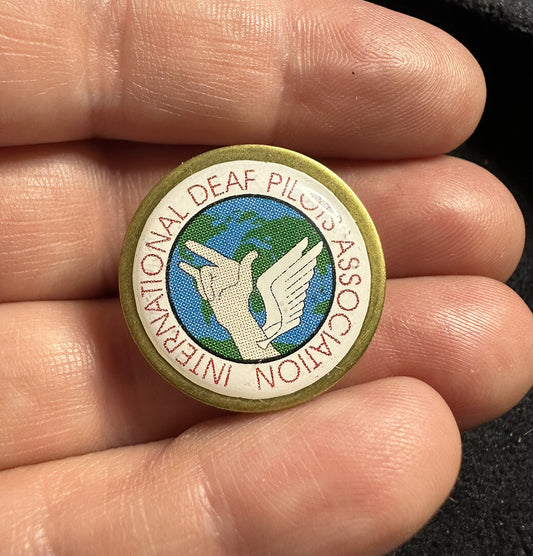 INTERNATIONAL DEAF PILOTS ASSOCIATION